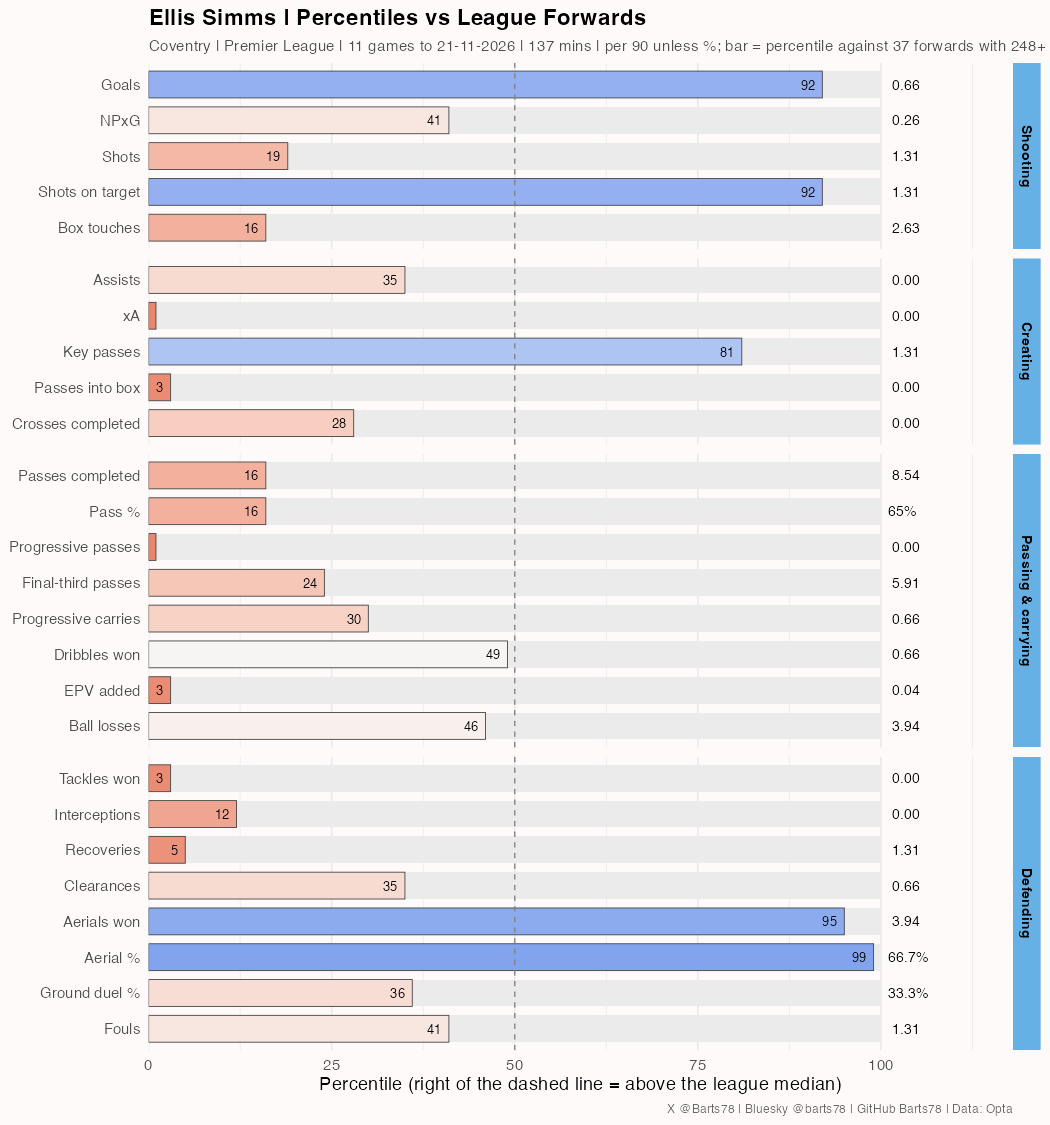 Ellis Simms | Percentiles vs League Forwards
Coventry | Premier League | 11 games to 21-11-2026 | 137 mins | per 90 unless %; bar = percentile against 37 forwards with 248+
Goals 92 0.66
NPxG 41 0.26
Shots 19 1.31
Shots on target 92 1.31
Box touches 16 2.63
Shooting
Assists 35 0.00
xA 0.00
Key passes 81 1.31
Passes into box 3 0.00
Crosses completed 28 0.00
Creating
Passes completed 16 8.54
Pass % 16 65%
Progressive passes 0.00
Final-third passes 24 5.91
Progressive carries 30 0.66
Dribbles won 49 0.66
EPV added 3 0.04
Ball losses 46 3.94
Passing & carrying
Tackles won 3 0.00
Interceptions 12 0.00
Recoveries 5 1.31
Clearances 35 0.66
Aerials won 95 3.94
Aerial % 99 66.7%
Ground duel % 36 33.3%
Fouls 41 1.31
Defending
0 25 50 75 100
Percentile (right of the dashed line = above the league median)
X @Barts78 | Bluesky @barts78 | GitHub Barts78 | Data: Opta